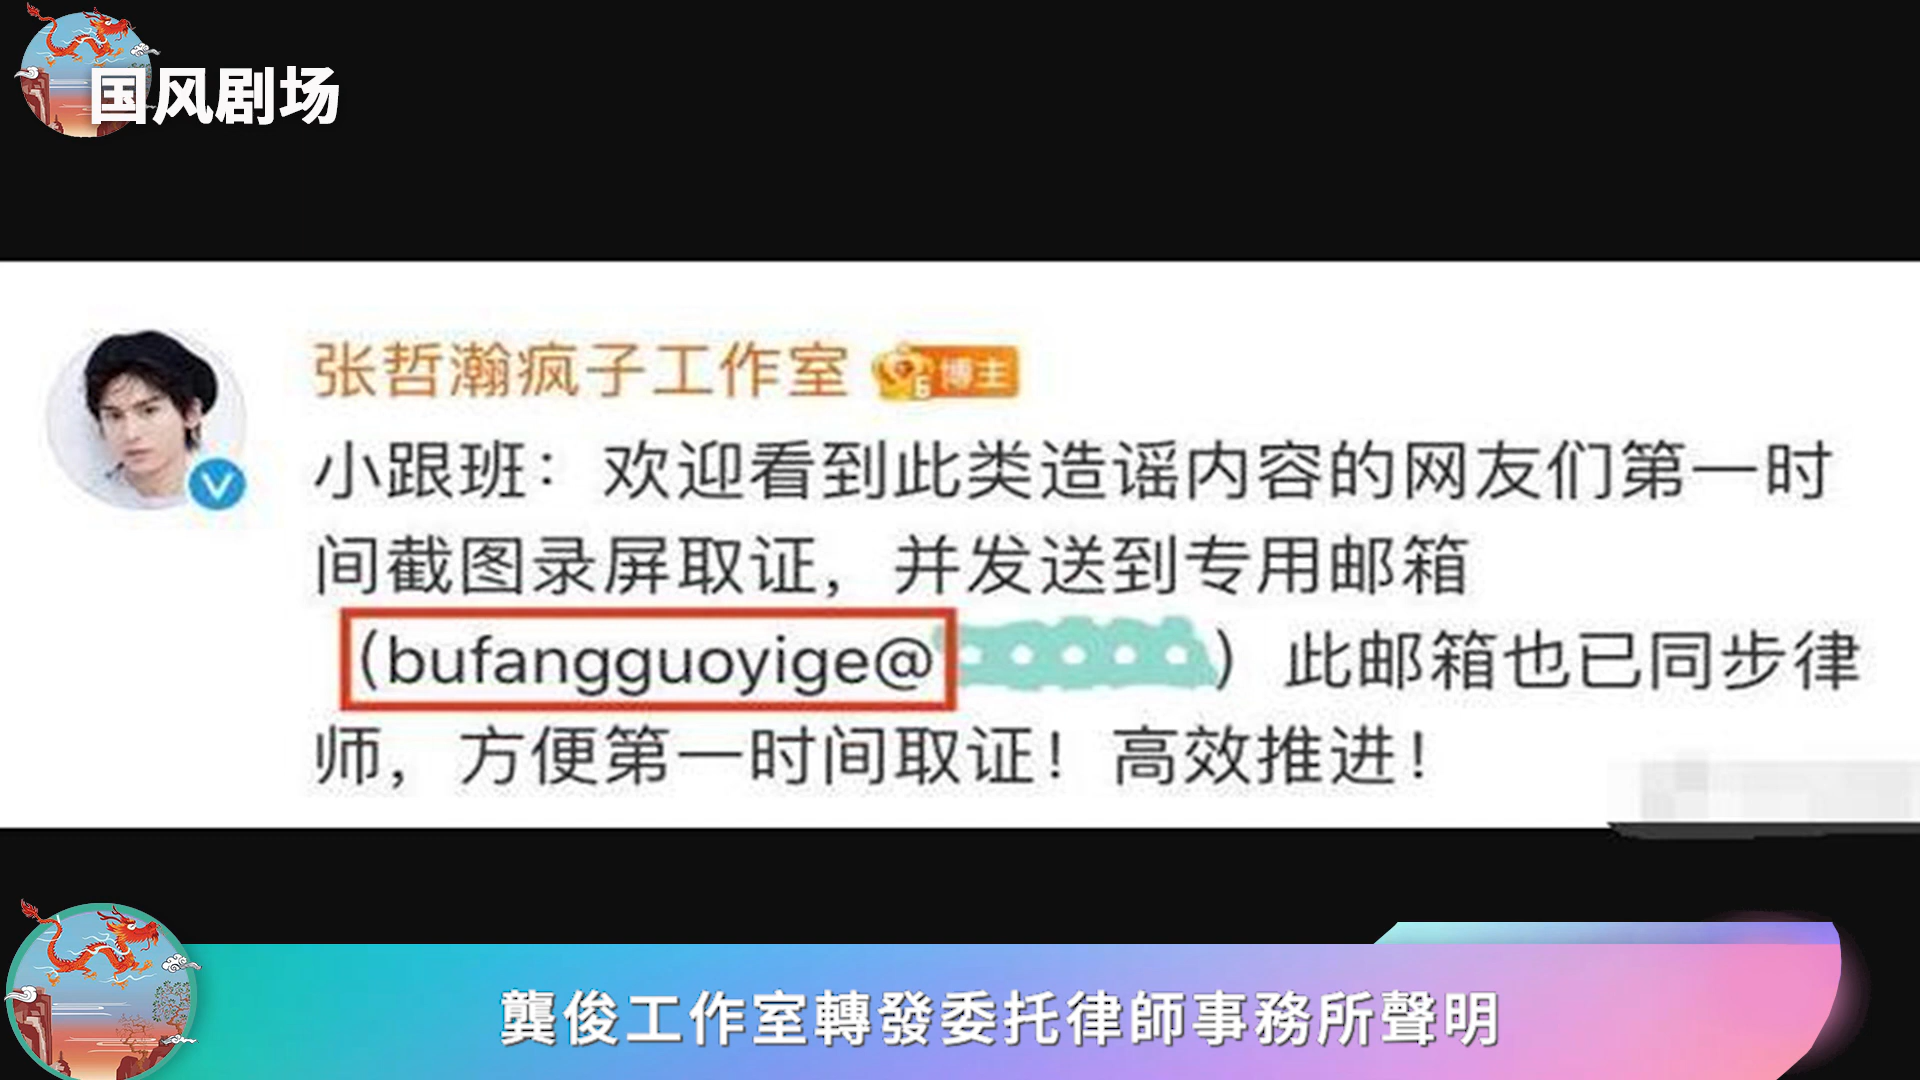 国风剧场
张哲瀚疯子工作室 6 博主
小跟班：欢迎看到此类造谣内容的网友们第一时
间截图录屏取证，并发送到专用邮箱
（bufangguoyige@ ）此邮箱也已同步律
师，方便第一时间取证！高效推进！
龔俊工作室轉發委托律師事務所聲明